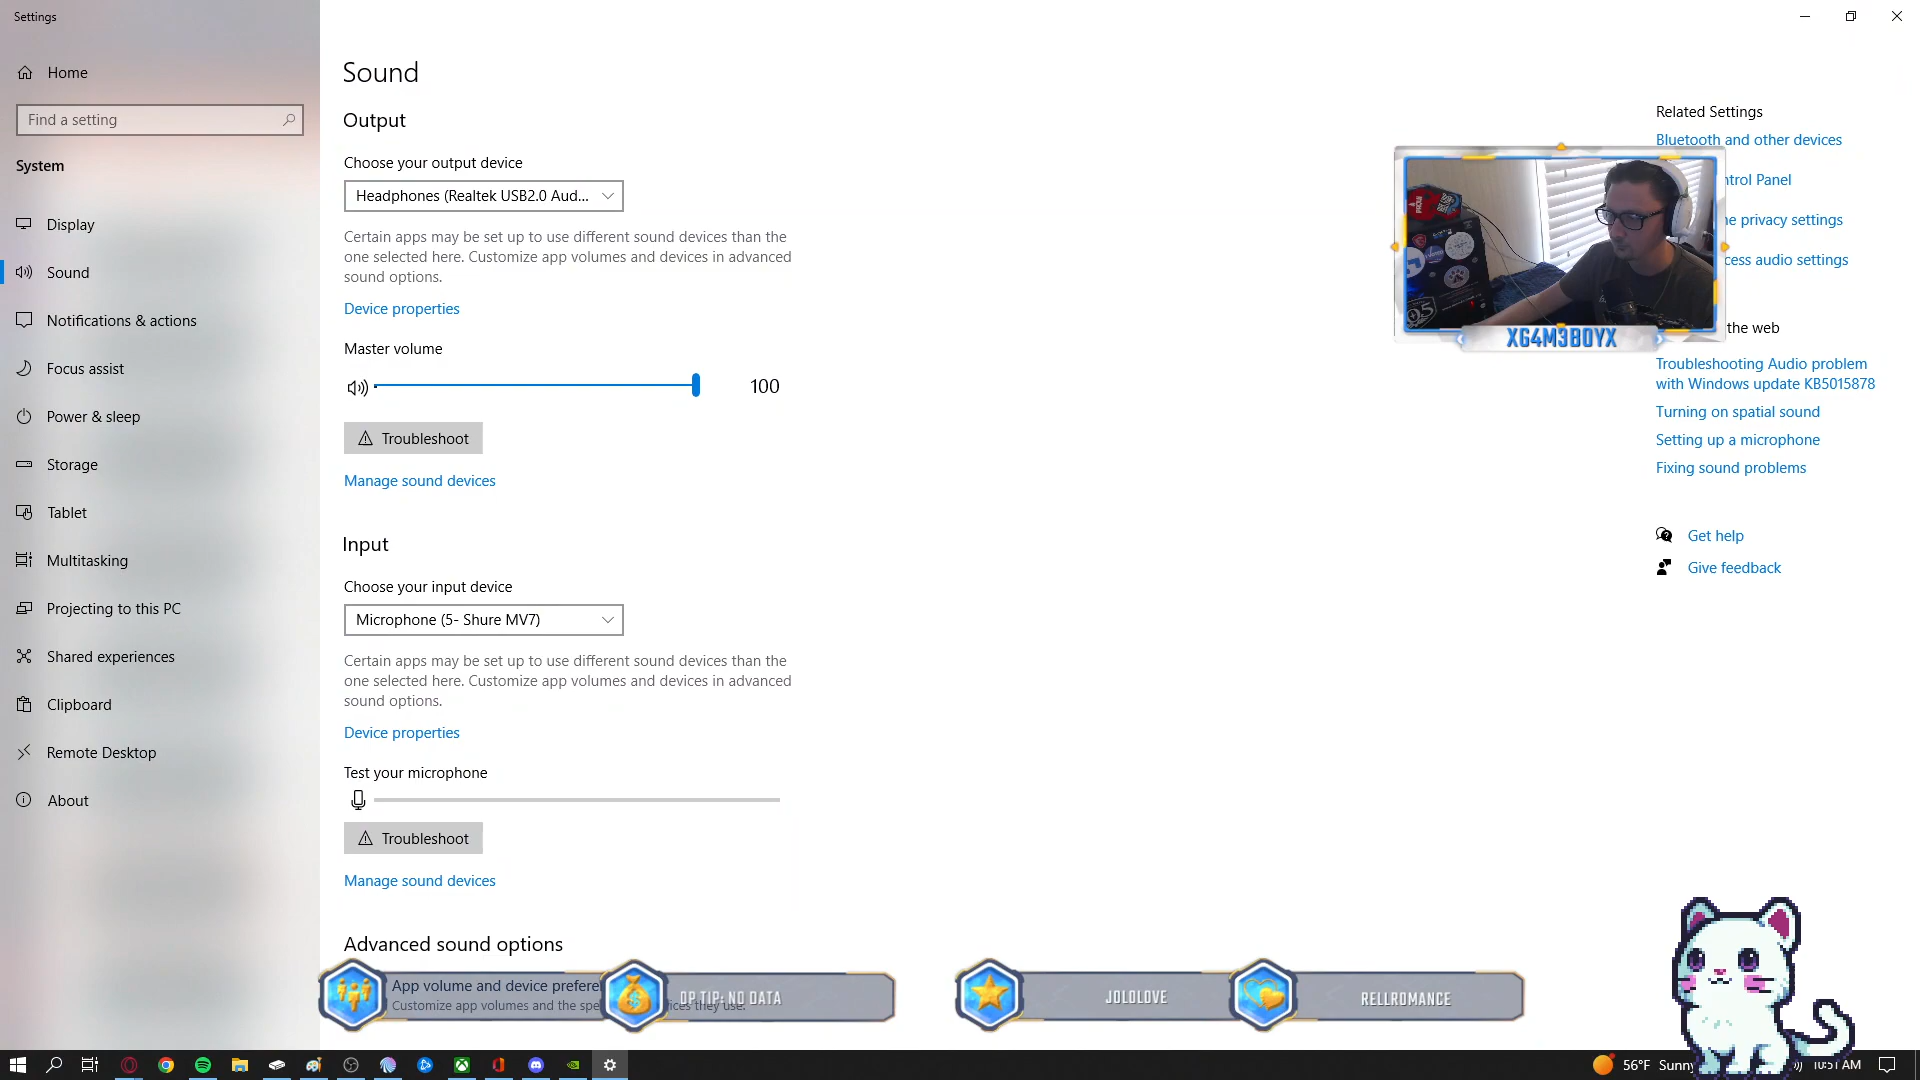 Settings
Home
Find a setting
System
Display
Sound
Notifications & actions
Focus assist
Power & sleep
Storage
Tablet
Multitasking
Projecting to this PC
Shared experiences
Clipboard
Remote Desktop
About
Sound
Output
Choose your output device
Headphones (Realtek USB2.0 Aud...
Certain apps may be set up to use different sound devices than the
one selected here. Customize app volumes and devices in advanced
sound options.
Device properties
Master volume
100
Troubleshoot
Manage sound devices
Input
Choose your input device
Microphone (5- Shure MV7)
Certain apps may be set up to use different sound devices than the
one selected here. Customize app volumes and devices in advanced
sound options.
Device properties
Test your microphone
Troubleshoot
Manage sound devices
Advanced sound options
App volume and device prefere
Customize app volumes and the spe ices they use.
OP TIP: NO DATA
JOLOLOVE
RELLROMANCE
Related Settings
Bluetooth and other devices
ntrol Panel
ne privacy settings
cess audio settings
X64M3B0YX
the web
Troubleshooting Audio problem
with Windows update KB5015878
Turning on spatial sound
Setting up a microphone
Fixing sound problems
Get help
Give feedback
56°F Sunny
10:51 AM